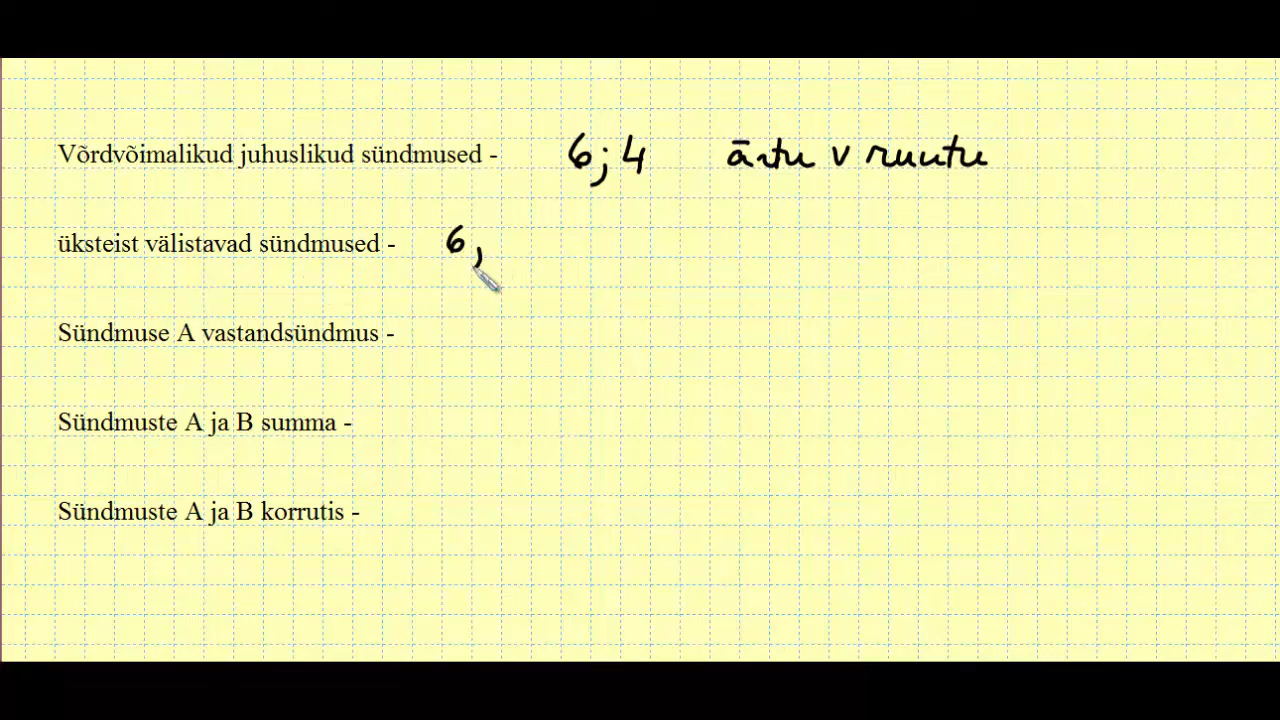 Võrdvõimalikud juhuslikud sündmused - 6; 4 ärtu v ruutu
üksteist välistavad sündmused - 6,
Sündmuse A vastandsündmus -
Sündmuste A ja B summa -
Sündmuste A ja B korrutis -